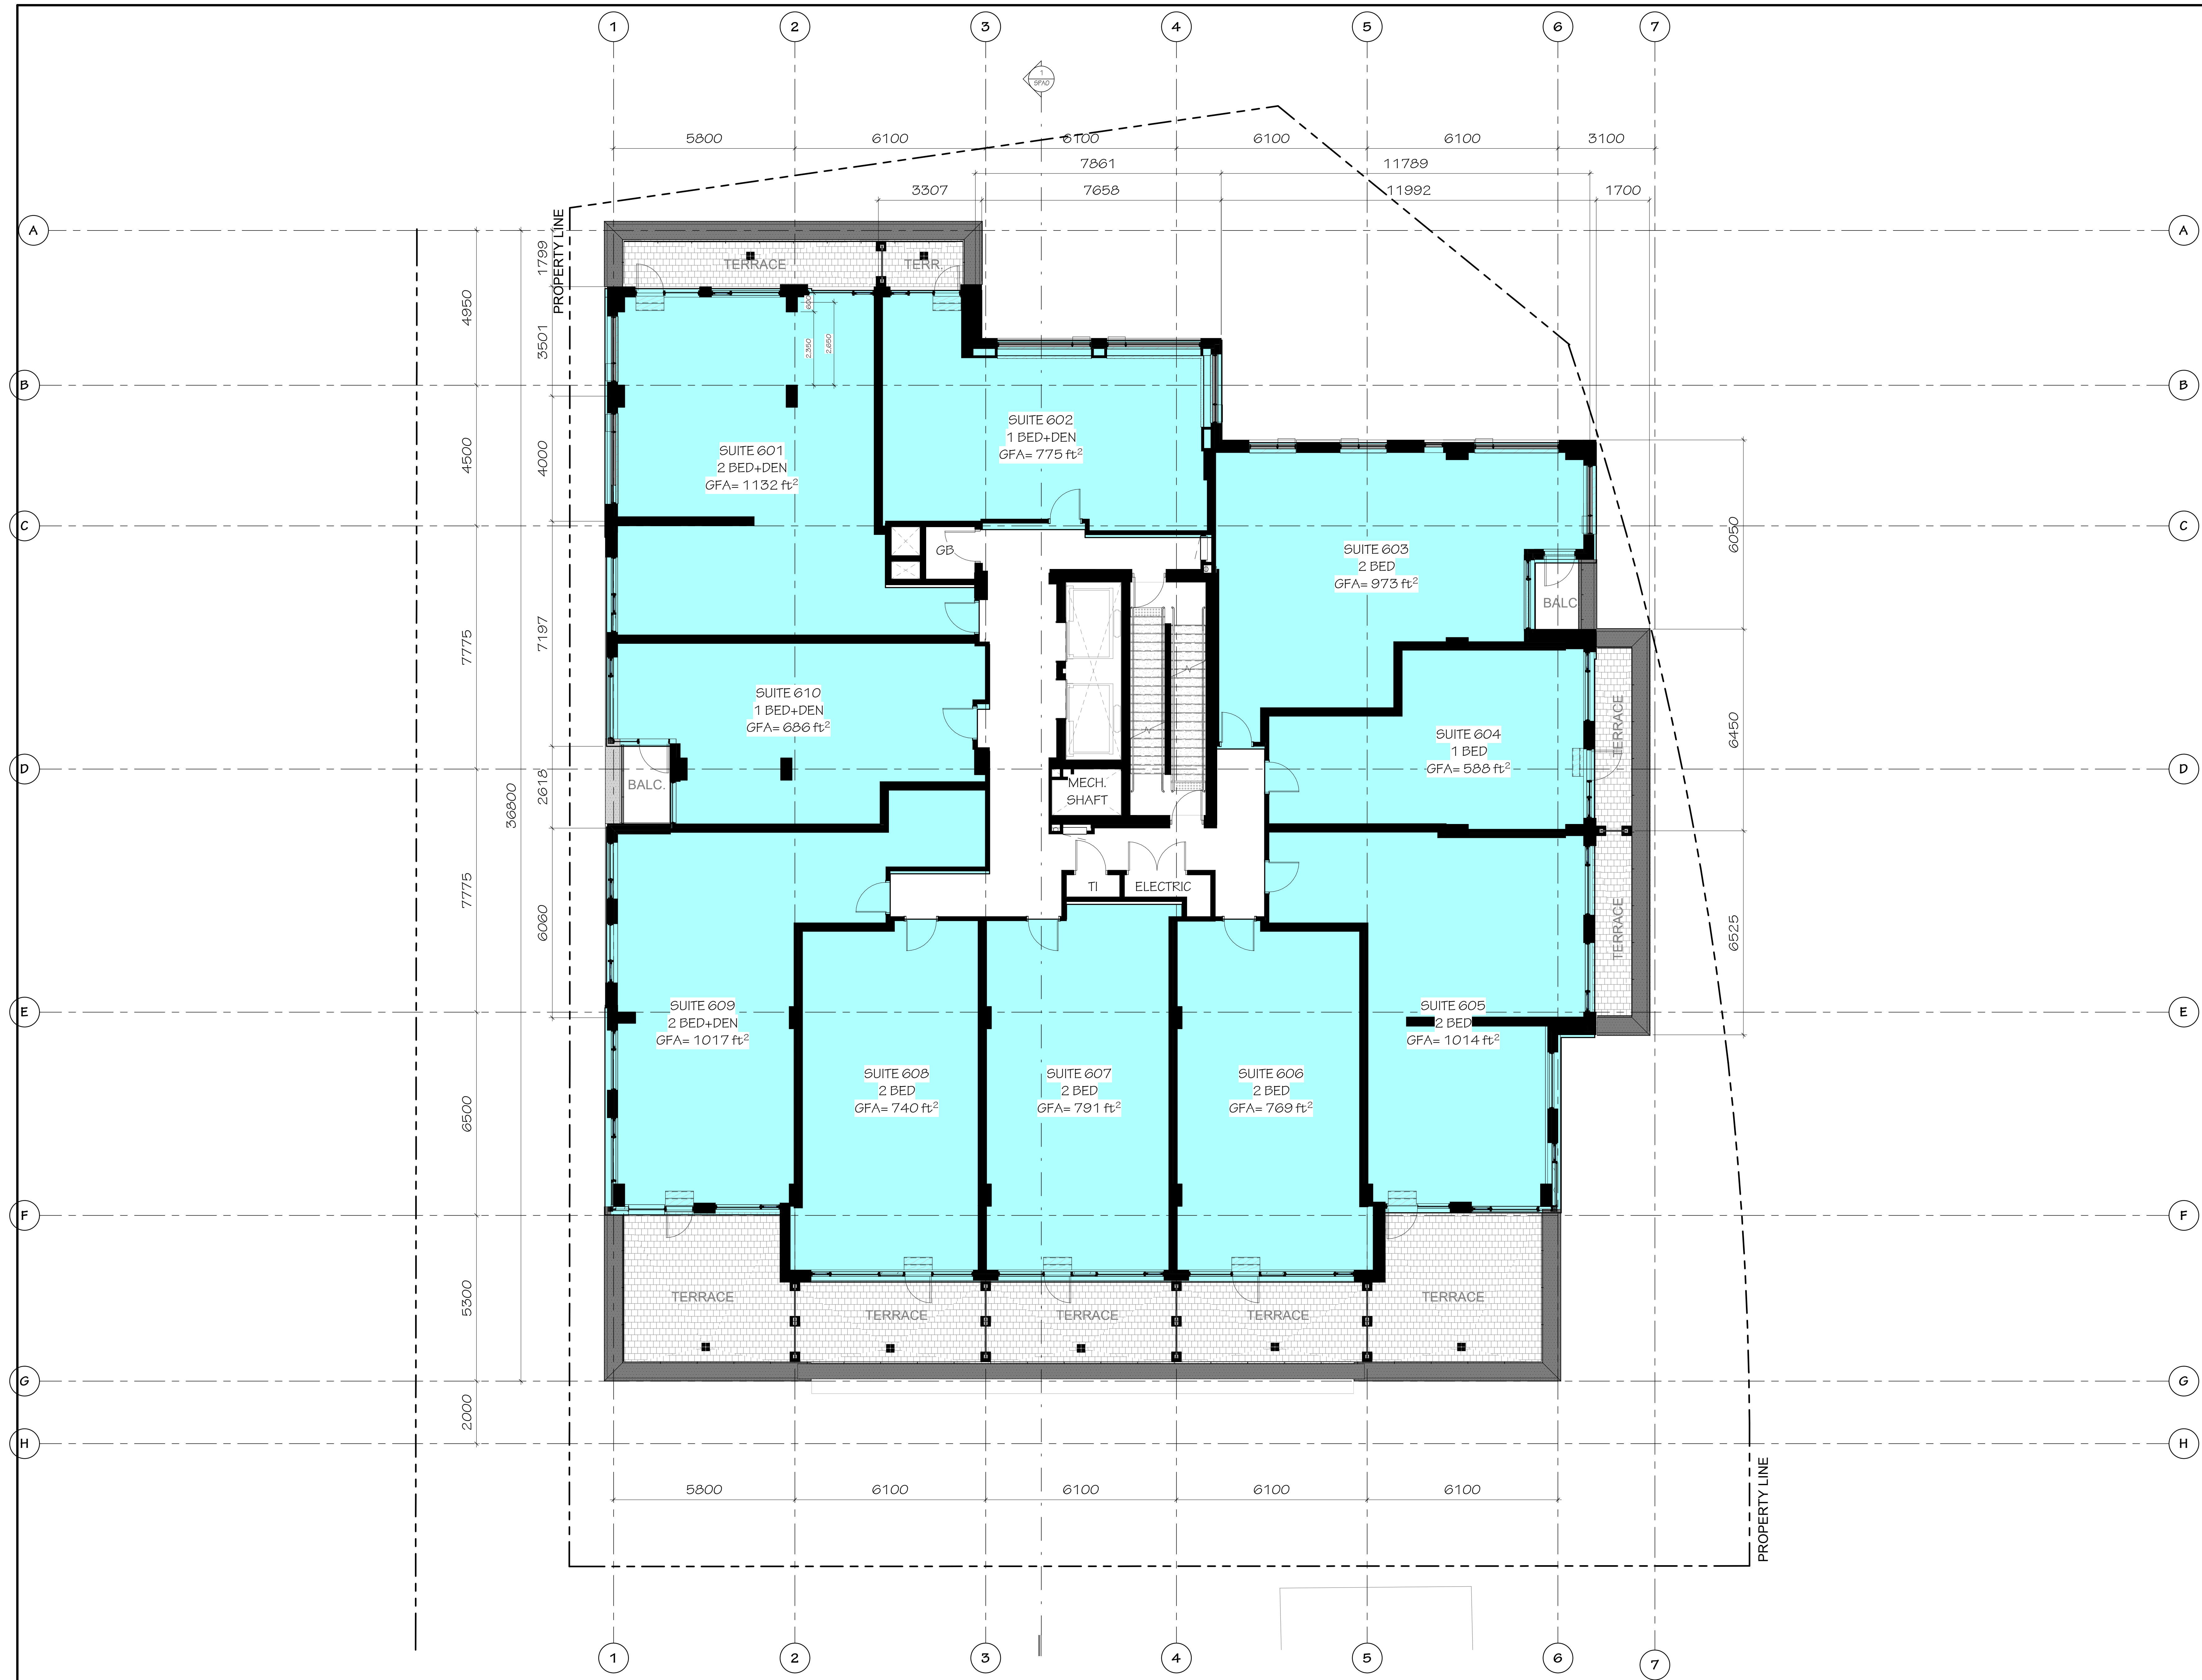 1 2 3 4 5 6 7
1
SPA0
5800 6100 6100 6100 6100 3100
7861 11789
3307 7658 11992 1700
A A
PROPERTY LINE
1799
TERRACE TERR.
4950
3501
600
2,350
2,650
B B
SUITE 601
2 BED+DEN
GFA= 1132 ft²
SUITE 602
1 BED+DEN
GFA= 775 ft²
4500
4000
C C
GB
SUITE 603
2 BED
GFA= 973 ft²
BALC
6050
7775
7197
SUITE 610
1 BED+DEN
GFA= 686 ft²
SUITE 604
1 BED
GFA= 588 ft²
TERRACE
6450
D D
BALC.
MECH.
SHAFT
36800
2618
7775
6060
TI
ELECTRIC
TERRACE
6525
E E
SUITE 609
2 BED+DEN
GFA= 1017 ft²
SUITE 605
2 BED
GFA= 1014 ft²
SUITE 608
2 BED
GFA= 740 ft²
SUITE 607
2 BED
GFA= 791 ft²
SUITE 606
2 BED
GFA= 769 ft²
6500
F F
5300
TERRACE TERRACE TERRACE TERRACE TERRACE
G G
2000
H H
PROPERTY LINE
5800 6100 6100 6100 6100
1 2 3 4 5 6 7